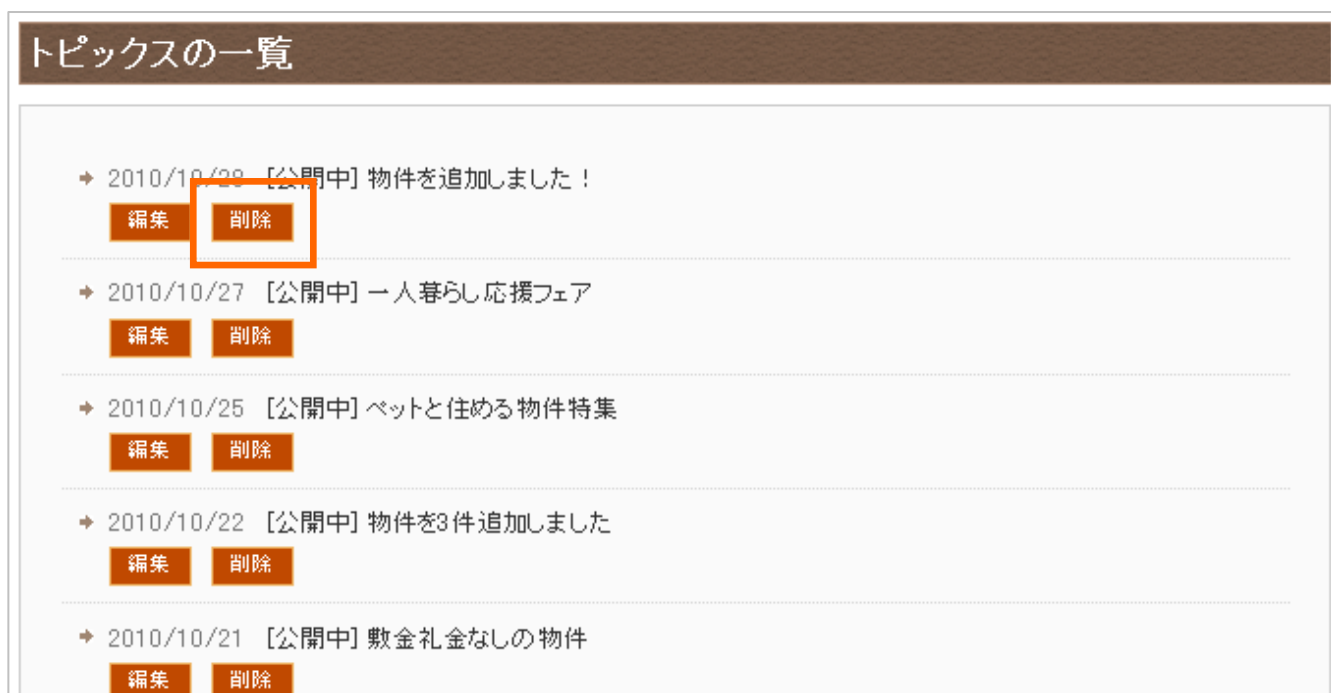 トピックスの一覧
2010/10/28 [公開中] 物件を追加しました！
編集 削除
2010/10/27 [公開中] 一人暮らし応援フェア
編集 削除
2010/10/25 [公開中] ペットと住める物件特集
編集 削除
2010/10/22 [公開中] 物件を3件追加しました
編集 削除
2010/10/21 [公開中] 敷金礼金なしの物件
編集 削除